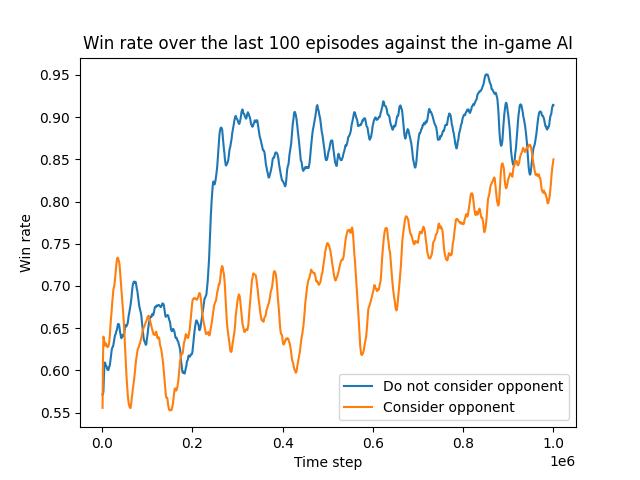 Win rate over the last 100 episodes against the in-game AI
0.95
0.90
0.85
0.80
0.75
0.70
0.65
0.60
0.55
Win rate
Do not consider opponent
Consider opponent
0.0 0.2 0.4 0.6 0.8 1.0
Time step
1e6